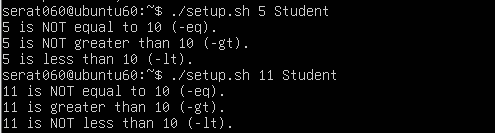 serat060@ubuntu60:~$ ./setup.sh 5 Student
5 is NOT equal to 10 (-eq).
5 is NOT greater than 10 (-gt).
5 is less than 10 (-lt).
serat060@ubuntu60:~$ ./setup.sh 11 Student
11 is NOT equal to 10 (-eq).
11 is greater than 10 (-gt).
11 is NOT less than 10 (-lt).